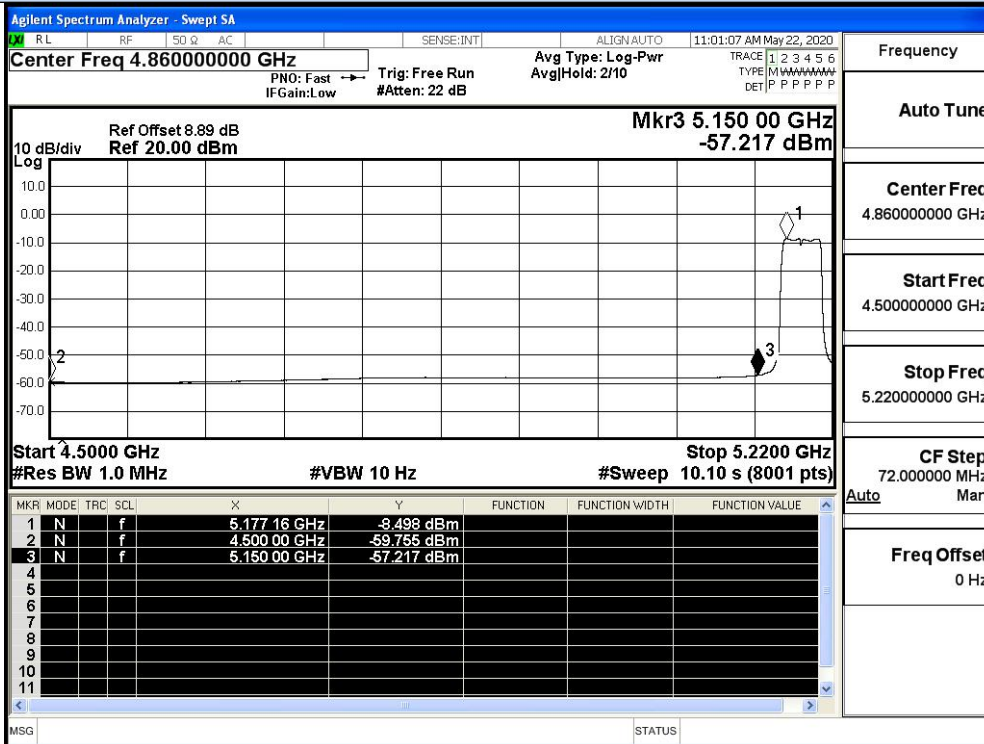 Agilent Spectrum Analyzer - Swept SA
LXI RL RF 50 Ω AC SENSE:INT ALIGNAUTO 11:01:07 AM May 22, 2020
Center Freq 4.860000000 GHz
PNO: Fast
IFGain:Low
Trig: Free Run
#Atten: 22 dB
Avg Type: Log-Pwr
Avg|Hold: 2/10
TRACE 1 2 3 4 5 6
TYPE M
DET P P P P P P
Mkr3 5.150 00 GHz
-57.217 dBm
Ref Offset 8.89 dB
10 dB/div Ref 20.00 dBm
Log
10.0
0.00
-10.0
-20.0
-30.0
-40.0
-50.0
-60.0
-70.0
1
2
3
Start 4.5000 GHz Stop 5.2200 GHz
#Res BW 1.0 MHz #VBW 10 Hz #Sweep 10.10 s (8001 pts)
MKR MODE TRC SCL X Y FUNCTION FUNCTION WIDTH FUNCTION VALUE
1 N f 5.177 16 GHz -8.498 dBm
2 N f 4.500 00 GHz -59.755 dBm
3 N f 5.150 00 GHz -57.217 dBm
4
5
6
7
8
9
10
11
MSG STATUS
Frequency
Auto Tune
Center Freq
4.860000000 GHz
Start Freq
4.500000000 GHz
Stop Freq
5.220000000 GHz
CF Step
72.000000 MHz
Auto Man
Freq Offset
0 Hz